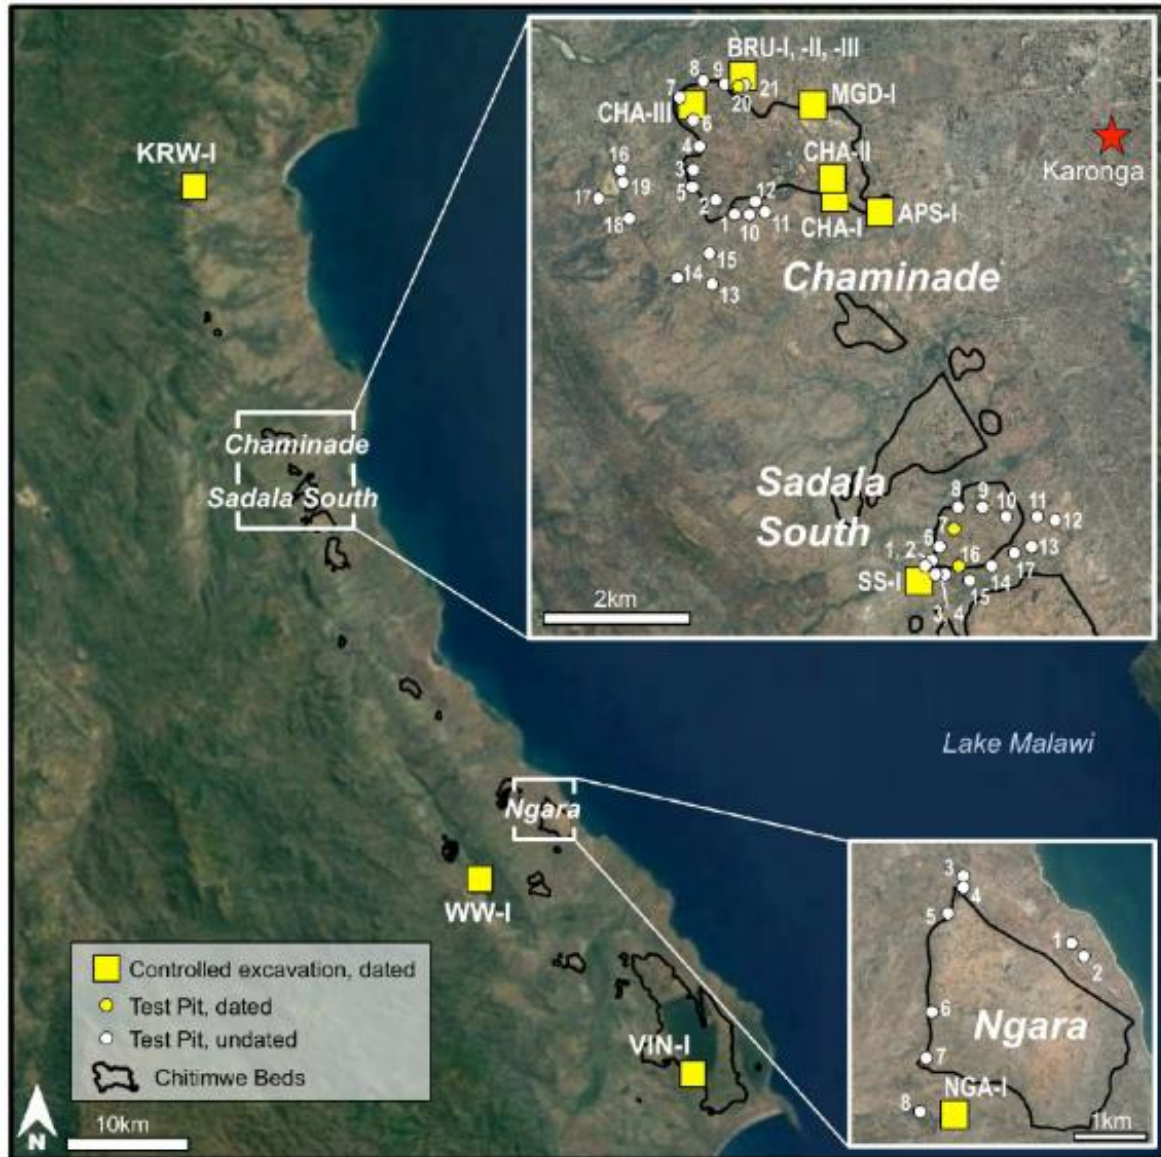 KRW-I
Chaminade
Sadala South
Ngara
WW-I
VIN-I
Lake Malawi
Controlled excavation, dated
Test Pit, dated
Test Pit, undated
Chitimwe Beds
N
10km
BRU-I, -II, -III
8
9
7
20
21
CHA-III
MGD-I
6
4
CHA-II
Karonga
16
3
19
5
17
2
12
18
1
10
11
CHA-I
APS-I
15
Chaminade
14
13
Sadala
South
8
9
10
11
12
7
6
1, 2
13
16
SS-I
14
17
15
3, 4
2km
3
4
5
1
2
6
Ngara
7
NGA-I
8
1km